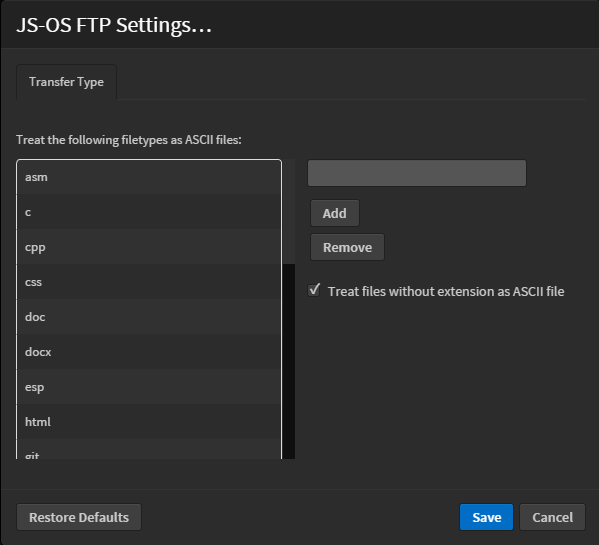 JS-OS FTP Settings...
Transfer Type
Treat the following filetypes as ASCII files:
asm
c
cpp
css
doc
docx
esp
html
git
Add
Remove
Treat files without extension as ASCII file
Restore Defaults
Save
Cancel